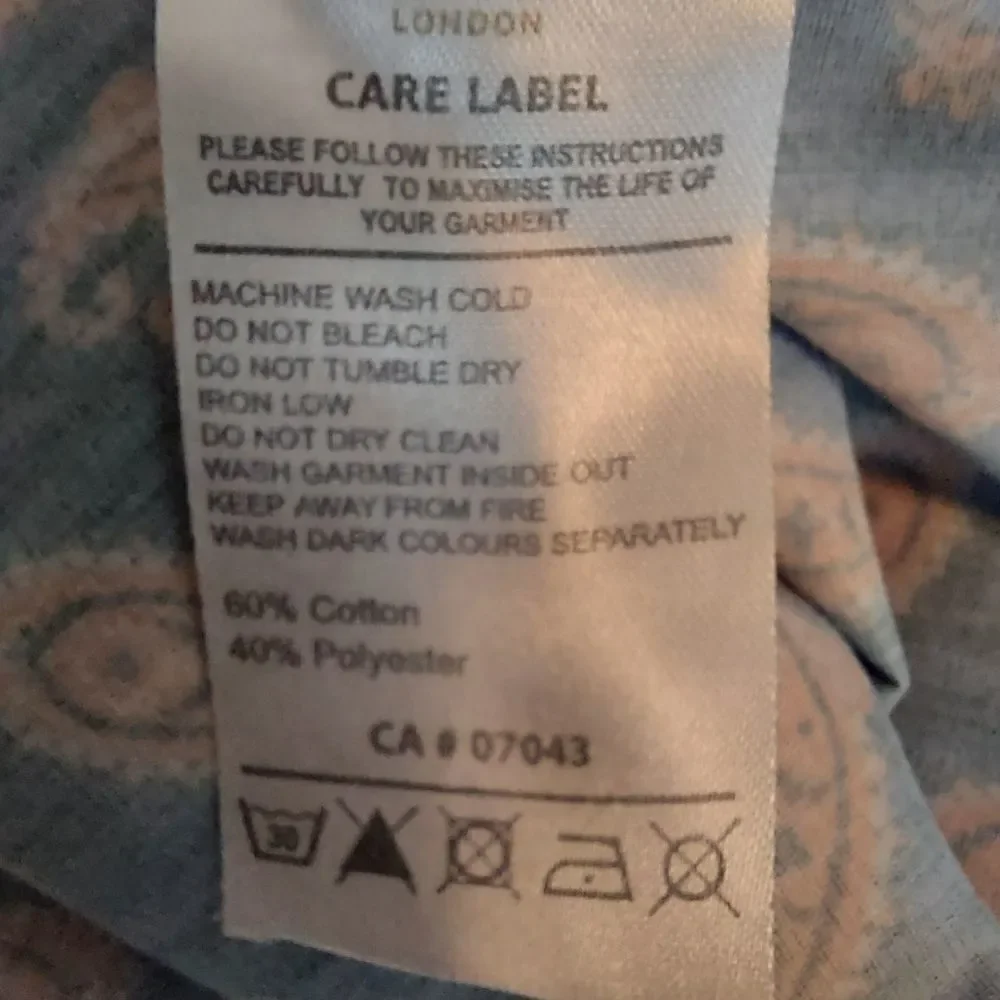 LONDON
CARE LABEL
PLEASE FOLLOW THESE INSTRUCTIONS
CAREFULLY TO MAXIMISE THE LIFE OF
YOUR GARMENT
MACHINE WASH COLD
DO NOT BLEACH
DO NOT TUMBLE DRY
IRON LOW
DO NOT DRY CLEAN
WASH GARMENT INSIDE OUT
KEEP AWAY FROM FIRE
WASH DARK COLOURS SEPARATELY
60% Cotton
40% Polyester
CA # 07043
30